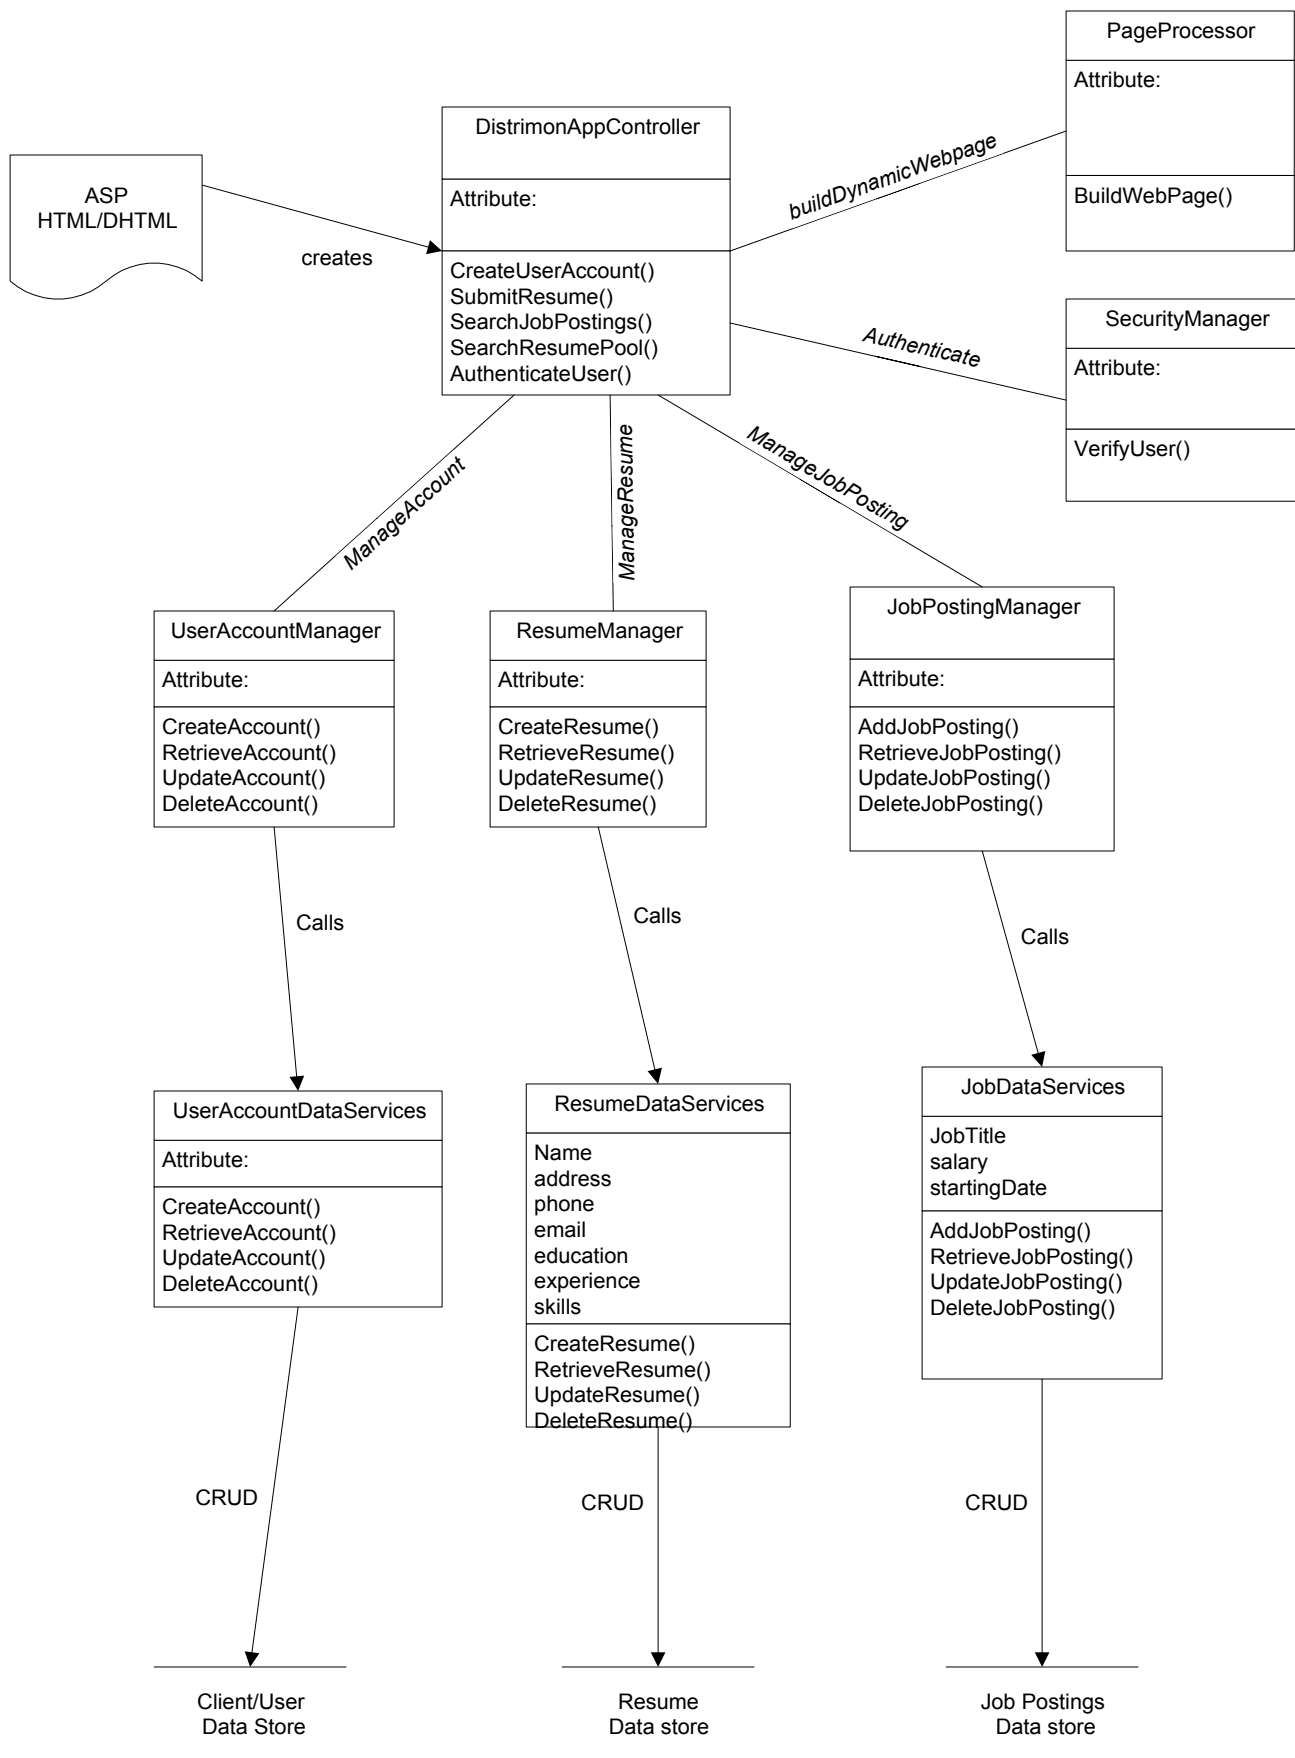 PageProcessor
Attribute:
BuildWebPage()
DistrimonAppController
Attribute:
CreateUserAccount()
SubmitResume()
SearchJobPostings()
SearchResumePool()
AuthenticateUser()
buildDynamicWebpage
ASP
HTML/DHTML
creates
SecurityManager
Attribute:
VerifyUser()
Authenticate
ManageAccount
ManageResume
ManageJobPosting
UserAccountManager
Attribute:
CreateAccount()
RetrieveAccount()
UpdateAccount()
DeleteAccount()
ResumeManager
Attribute:
CreateResume()
RetrieveResume()
UpdateResume()
DeleteResume()
JobPostingManager
Attribute:
AddJobPosting()
RetrieveJobPosting()
UpdateJobPosting()
DeleteJobPosting()
Calls
Calls
Calls
UserAccountDataServices
Attribute:
CreateAccount()
RetrieveAccount()
UpdateAccount()
DeleteAccount()
ResumeDataServices
Name
address
phone
email
education
experience
skills
CreateResume()
RetrieveResume()
UpdateResume()
DeleteResume()
JobDataServices
JobTitle
salary
startingDate
AddJobPosting()
RetrieveJobPosting()
UpdateJobPosting()
DeleteJobPosting()
CRUD
CRUD
CRUD
Client/User
Data Store
Resume
Data store
Job Postings
Data store